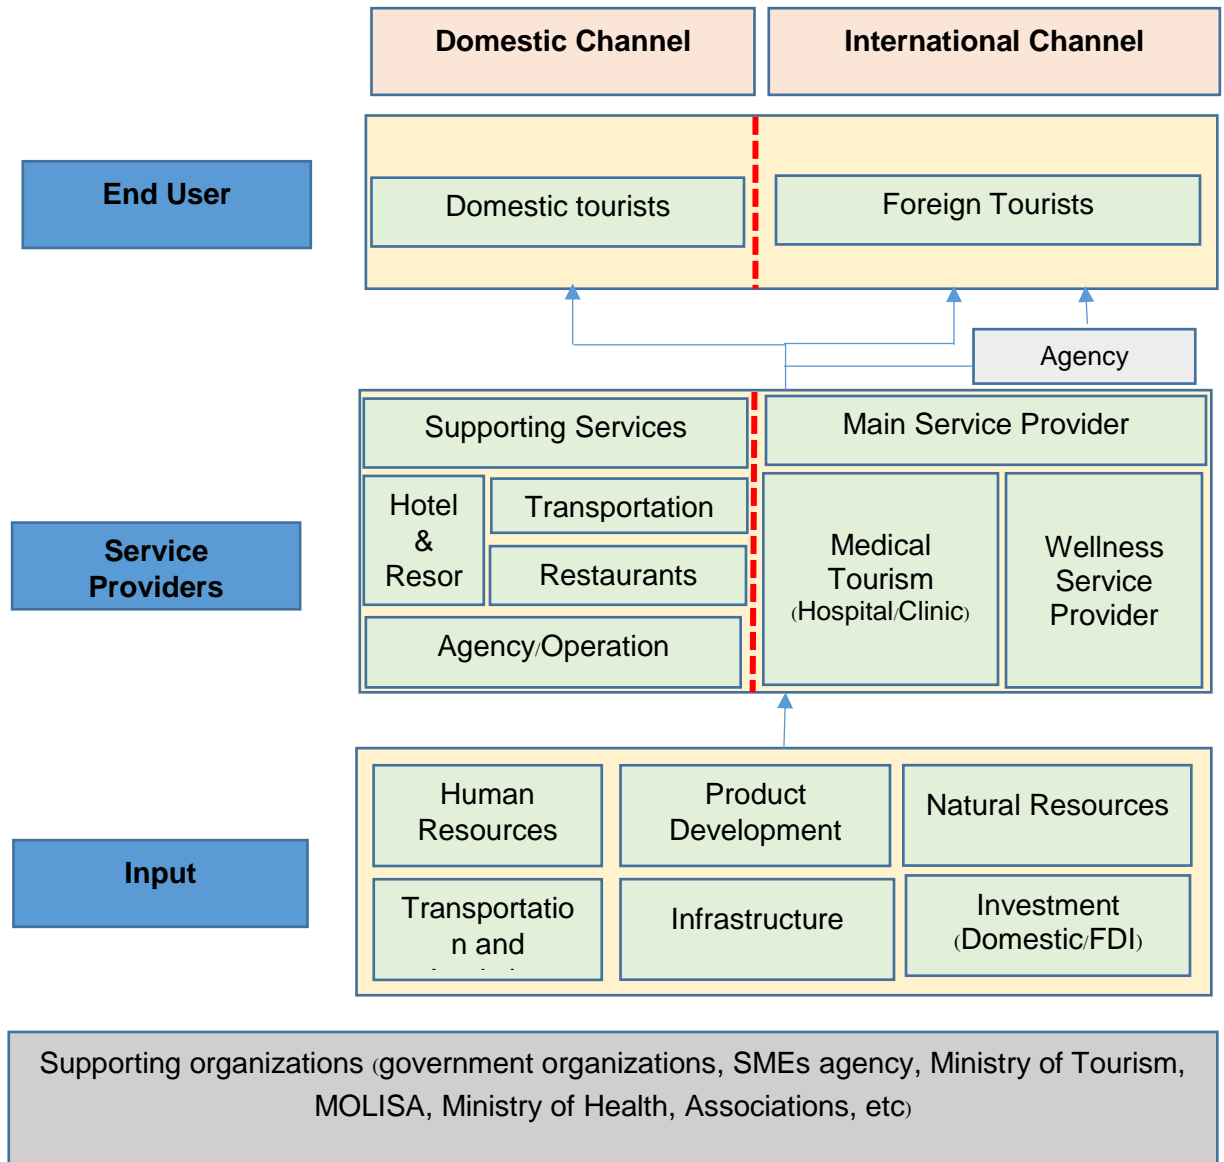 Domestic Channel
International Channel
End User
Domestic tourists
Foreign Tourists
Agency
Supporting Services
Main Service Provider
Hotel
&
Resor
Transportation
Restaurants
Agency/Operation
Service
Providers
Medical
Tourism
(Hospital/Clinic)
Wellness
Service
Provider
Input
Human
Resources
Product
Development
Natural Resources
Transportatio
n and
Infrastructure
Investment
(Domestic/FDI)
Supporting organizations (government organizations, SMEs agency, Ministry of Tourism,
MOLISA, Ministry of Health, Associations, etc)